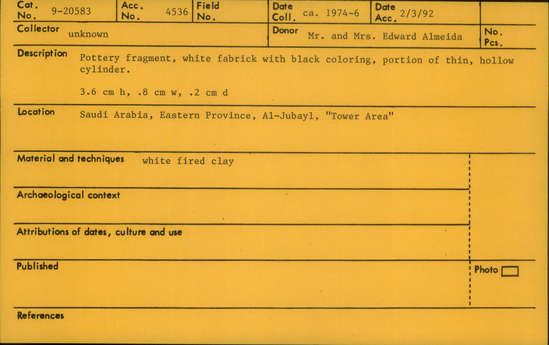 Cat. No. 9-20583 Acc. No. 4536 Field No. Date Coll. ca. 1974-6 Date Acc. 2/3/92
Collector unknown Donor Mr. and Mrs. Edward Almeida No. Pcs.
Description Pottery fragment, white fabrick with black coloring, portion of thin, hollow
cylinder.
3.6 cm h, .8 cm w, .2 cm d
Location Saudi Arabia, Eastern Province, Al-Jubayl, "Tower Area"
Material and techniques white fired clay
Archaeological context
Attributions of dates, culture and use
Published Photo
References